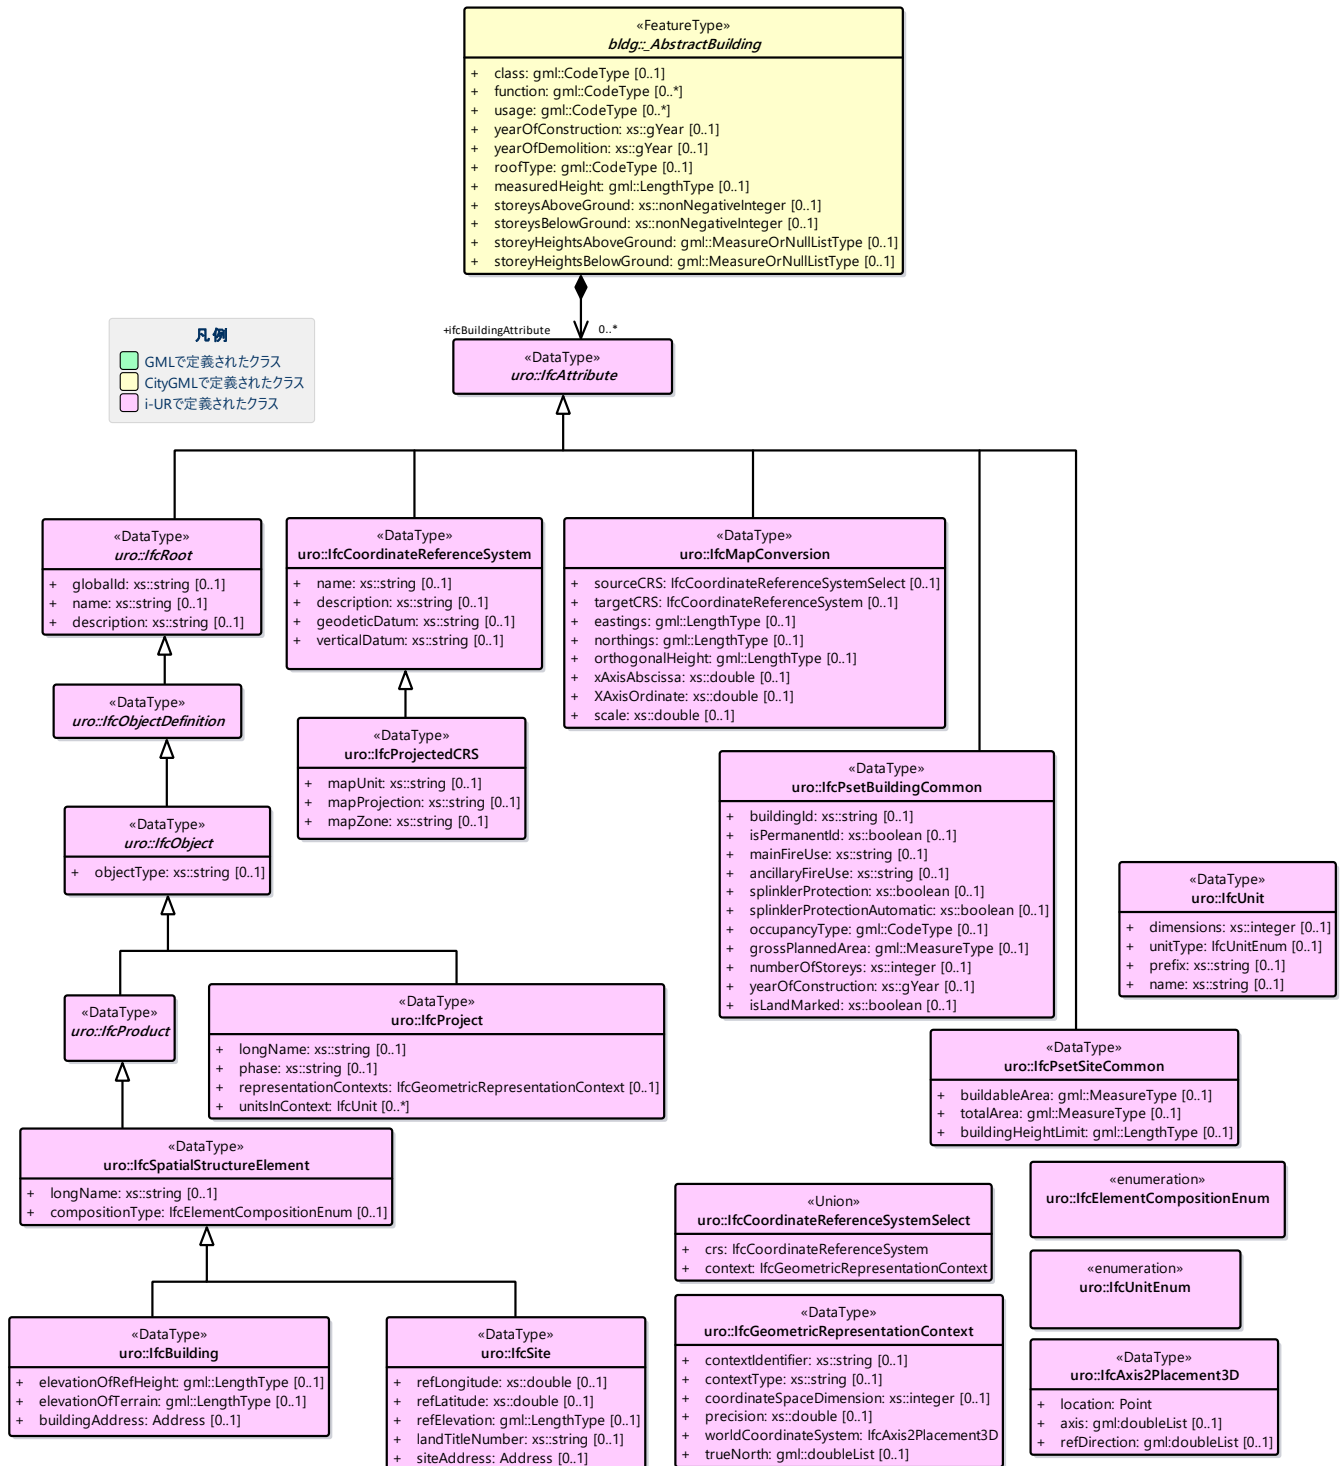 «FeatureType»
bldg::_AbstractBuilding
+ class: gml::CodeType [0..1]
+ function: gml::CodeType [0..*]
+ usage: gml::CodeType [0..*]
+ yearOfConstruction: xs::gYear [0..1]
+ yearOfDemolition: xs::gYear [0..1]
+ roofType: gml::CodeType [0..1]
+ measuredHeight: gml::LengthType [0..1]
+ storeysAboveGround: xs::nonNegativeInteger [0..1]
+ storeysBelowGround: xs::nonNegativeInteger [0..1]
+ storeyHeightsAboveGround: gml::MeasureOrNullListType [0..1]
+ storeyHeightsBelowGround: gml::MeasureOrNullListType [0..1]
+ifcBuildingAttribute 0..*
凡例
GMLで定義されたクラス
CityGMLで定義されたクラス
i-URで定義されたクラス
«DataType»
uro::IfcAttribute
«DataType»
uro::IfcRoot
+ globalId: xs::string [0..1]
+ name: xs::string [0..1]
+ description: xs::string [0..1]
«DataType»
uro::IfcCoordinateReferenceSystem
+ name: xs::string [0..1]
+ description: xs::string [0..1]
+ geodeticDatum: xs::string [0..1]
+ verticalDatum: xs::string [0..1]
«DataType»
uro::IfcMapConversion
+ sourceCRS: IfcCoordinateReferenceSystemSelect [0..1]
+ targetCRS: IfcCoordinateReferenceSystem [0..1]
+ eastings: gml::LengthType [0..1]
+ northings: gml::LengthType [0..1]
+ orthogonalHeight: gml::LengthType [0..1]
+ xAxisAbscissa: xs::double [0..1]
+ XAxisOrdinate: xs::double [0..1]
+ scale: xs::double [0..1]
«DataType»
uro::IfcObjectDefinition
«DataType»
uro::IfcProjectedCRS
+ mapUnit: xs::string [0..1]
+ mapProjection: xs::string [0..1]
+ mapZone: xs::string [0..1]
«DataType»
uro::IfcPsetBuildingCommon
+ buildingId: xs::string [0..1]
+ isPermanentId: xs::boolean [0..1]
+ mainFireUse: xs::string [0..1]
+ ancillaryFireUse: xs::string [0..1]
+ splinklerProtection: xs::boolean [0..1]
+ splinklerProtectionAutomatic: xs::boolean [0..1]
+ occupancyType: gml::CodeType [0..1]
+ grossPlannedArea: gml::MeasureType [0..1]
+ numberOfStoreys: xs::integer [0..1]
+ yearOfConstruction: xs::gYear [0..1]
+ isLandMarked: xs::boolean [0..1]
«DataType»
uro::IfcObject
+ objectType: xs::string [0..1]
«DataType»
uro::IfcUnit
+ dimensions: xs::integer [0..1]
+ unitType: IfcUnitEnum [0..1]
+ prefix: xs::string [0..1]
+ name: xs::string [0..1]
«DataType»
uro::IfcProduct
«DataType»
uro::IfcProject
+ longName: xs::string [0..1]
+ phase: xs::string [0..1]
+ representationContexts: IfcGeometricRepresentationContext [0..1]
+ unitsInContext: IfcUnit [0..*]
«DataType»
uro::IfcPsetSiteCommon
+ buildableArea: gml::MeasureType [0..1]
+ totalArea: gml::MeasureType [0..1]
+ buildingHeightLimit: gml::LengthType [0..1]
«DataType»
uro::IfcSpatialStructureElement
+ longName: xs::string [0..1]
+ compositionType: IfcElementCompositionEnum [0..1]
«Union»
uro::IfcCoordinateReferenceSystemSelect
+ crs: IfcCoordinateReferenceSystem
+ context: IfcGeometricRepresentationContext
«enumeration»
uro::IfcElementCompositionEnum
«enumeration»
uro::IfcUnitEnum
«DataType»
uro::IfcBuilding
+ elevationOfRefHeight: gml::LengthType [0..1]
+ elevationOfTerrain: gml::LengthType [0..1]
+ buildingAddress: Address [0..1]
«DataType»
uro::IfcSite
+ refLongitude: xs::double [0..1]
+ refLatitude: xs::double [0..1]
+ refElevation: gml::LengthType [0..1]
+ landTitleNumber: xs::string [0..1]
+ siteAddress: Address [0..1]
«DataType»
uro::IfcGeometricRepresentationContext
+ contextIdentifier: xs::string [0..1]
+ contextType: xs::string [0..1]
+ coordinateSpaceDimension: xs::integer [0..1]
+ precision: xs::double [0..1]
+ worldCoordinateSystem: IfcAxis2Placement3D
+ trueNorth: gml::doubleList [0..1]
«DataType»
uro::IfcAxis2Placement3D
+ location: Point
+ axis: gml:doubleList [0..1]
+ refDirection: gml:doubleList [0..1]